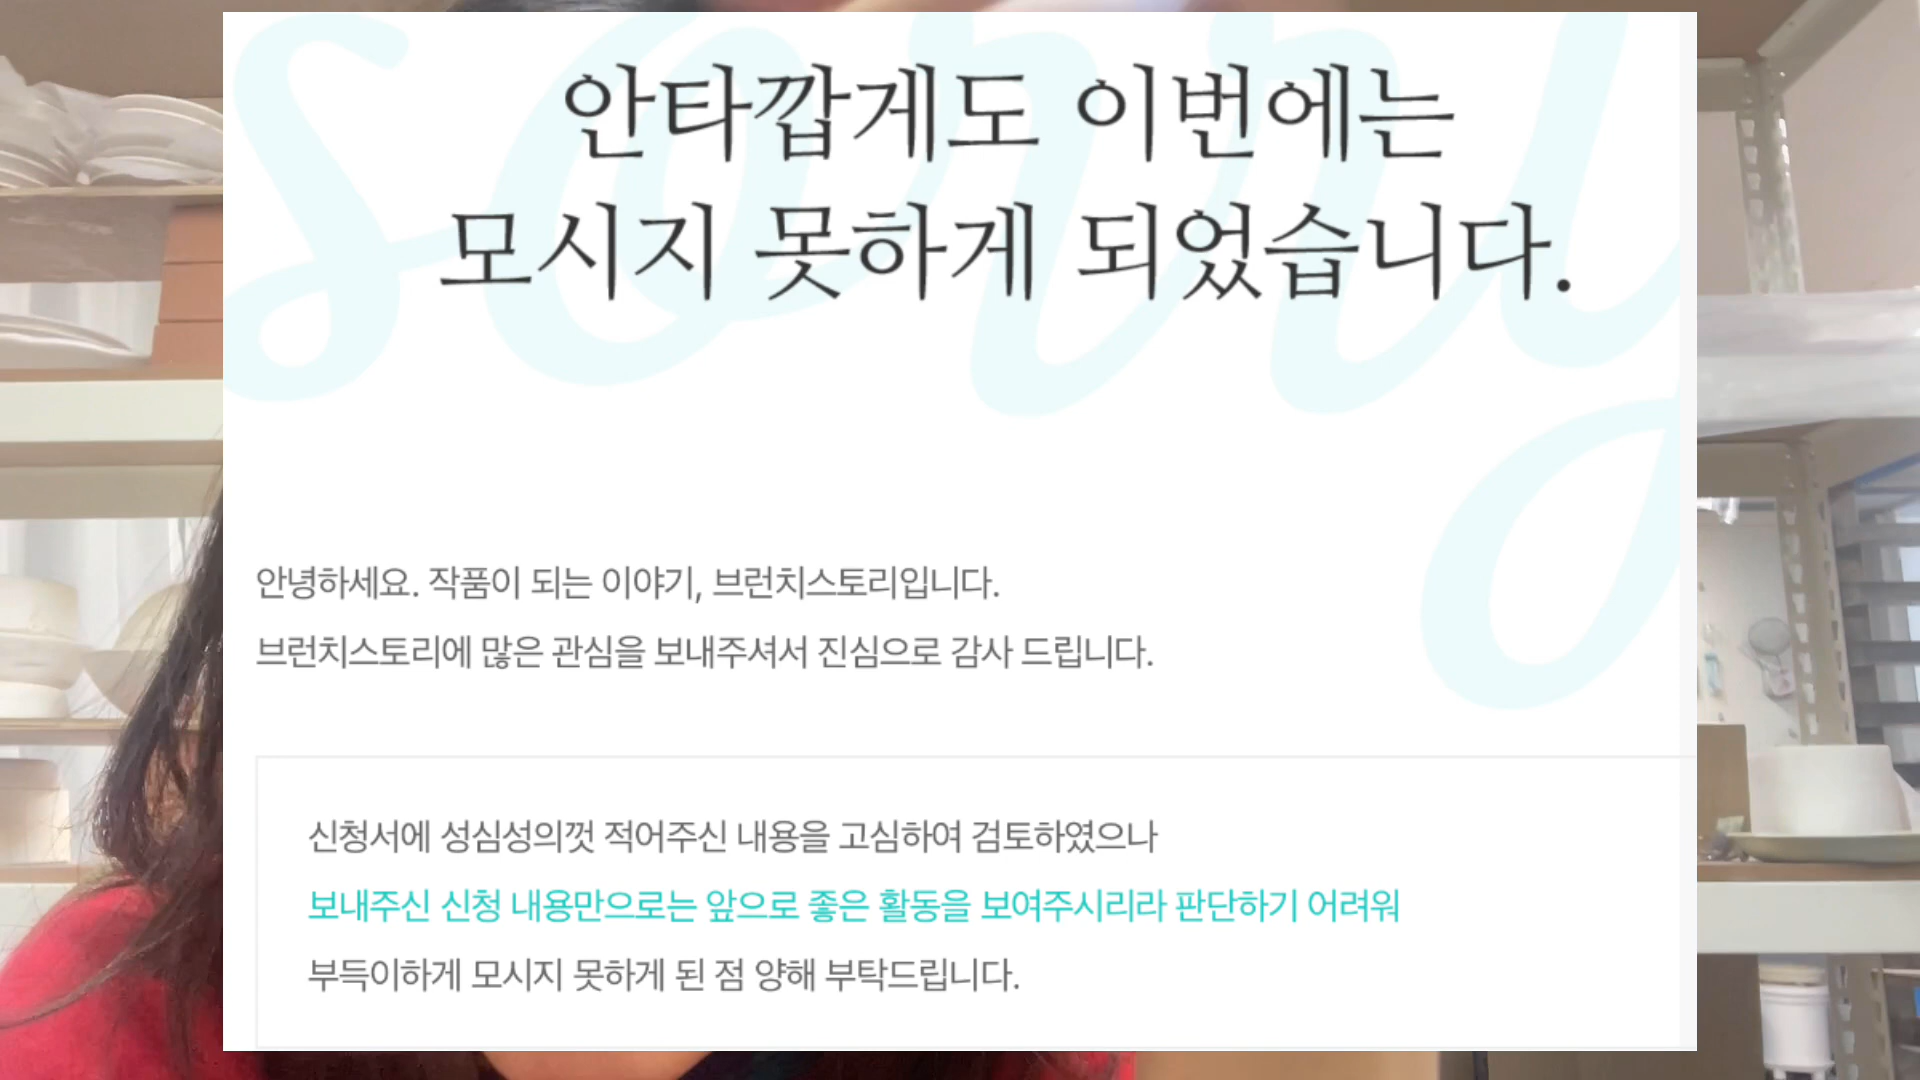 sorry
안타깝게도 이번에는
모시지 못하게 되었습니다.
안녕하세요. 작품이 되는 이야기, 브런치스토리입니다.
브런치스토리에 많은 관심을 보내주셔서 진심으로 감사 드립니다.
신청서에 성심성의껏 적어주신 내용을 고심하여 검토하였으나
보내주신 신청 내용만으로는 앞으로 좋은 활동을 보여주시리라 판단하기 어려워
부득이하게 모시지 못하게 된 점 양해 부탁드립니다.